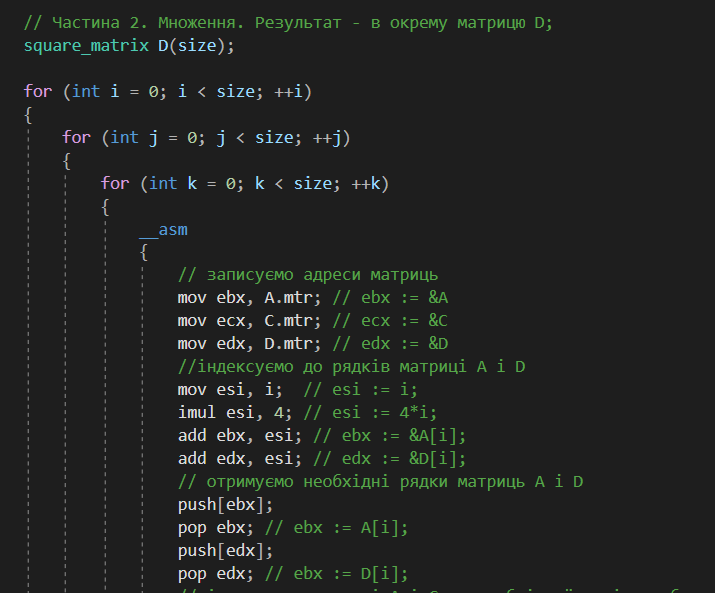 // Частина 2. Множення. Результат - в окрему матрицю D;
square_matrix D(size);
for (int i = 0; i < size; ++i)
{
for (int j = 0; j < size; ++j)
{
for (int k = 0; k < size; ++k)
{
__asm
{
// записуємо адреси матриць
mov ebx, A.mtr; // ebx := &A
mov ecx, C.mtr; // ecx := &C
mov edx, D.mtr; // edx := &D
//індексуємо до рядків матриці A і D
mov esi, i; // esi := i;
imul esi, 4; // esi := 4*i;
add ebx, esi; // ebx := &A[i];
add edx, esi; // edx := &D[i];
// отримуємо необхідні рядки матриць A і D
push[ebx];
pop ebx; // ebx := A[i];
push[edx];
pop edx; // ebx := D[i];